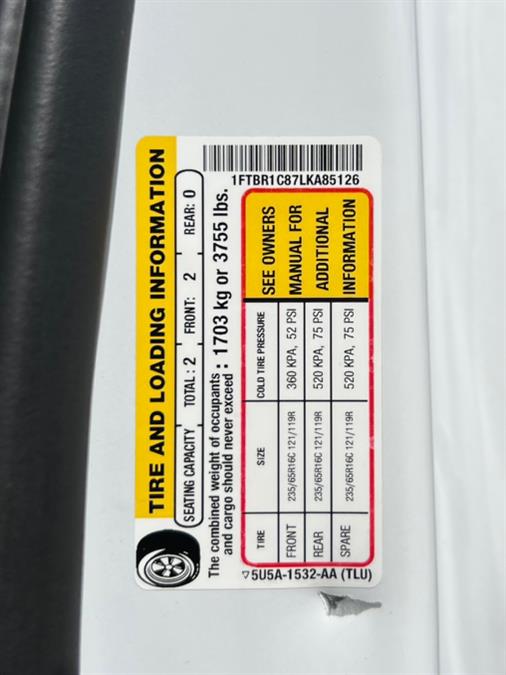 1FTBR1C87LKA85126
TIRE AND LOADING INFORMATION
SEATING CAPACITY TOTAL : 2 FRONT: 2 REAR: 0
The combined weight of occupants
and cargo should never exceed : 1703 kg or 3755 lbs.
TIRE SIZE COLD TIRE PRESSURE SEE OWNERS
FRONT 235/65R16C 121/119R 360 KPA, 52 PSI MANUAL FOR
REAR 235/65R16C 121/119R 520 KPA, 75 PSI ADDITIONAL
SPARE 235/65R16C 121/119R 520 KPA, 75 PSI INFORMATION
▽5U5A-1532-AA (TLU)